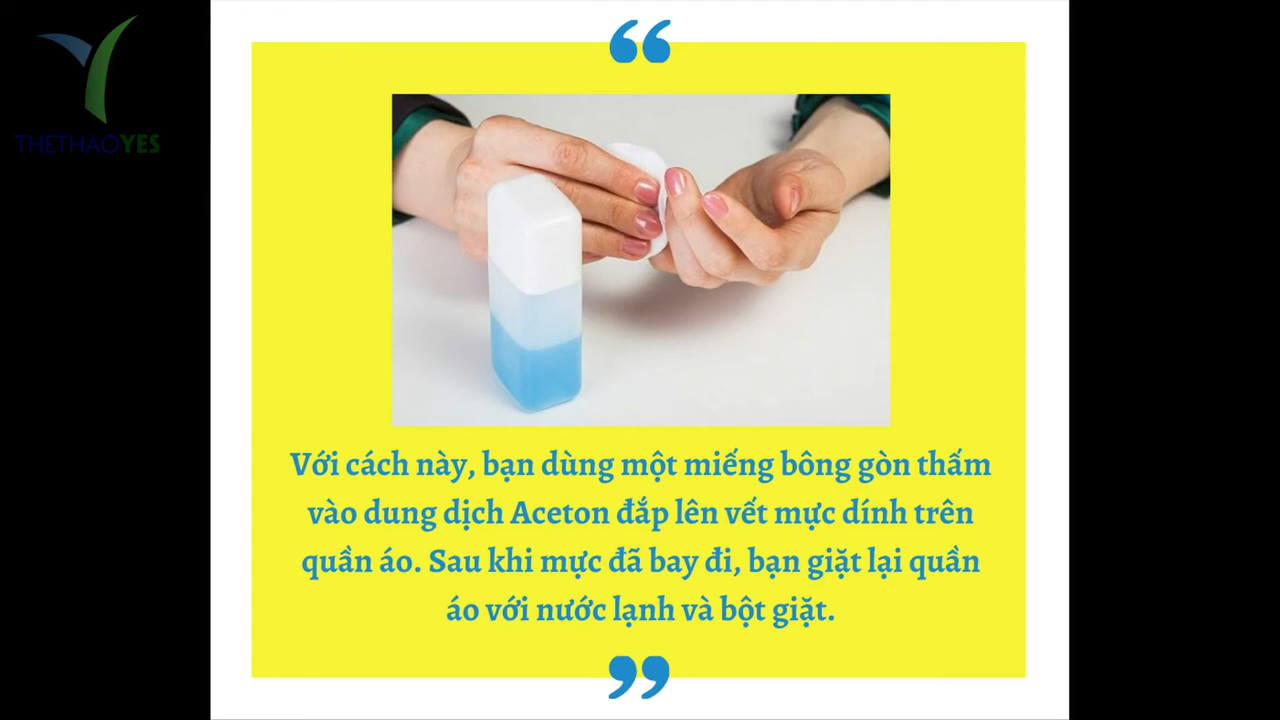 THETHAOYES
“
Với cách này, bạn dùng một miếng bông gòn thấm
vào dung dịch Aceton đắp lên vết mực dính trên
quần áo. Sau khi mực đã bay đi, bạn giặt lại quần
áo với nước lạnh và bột giặt.
”